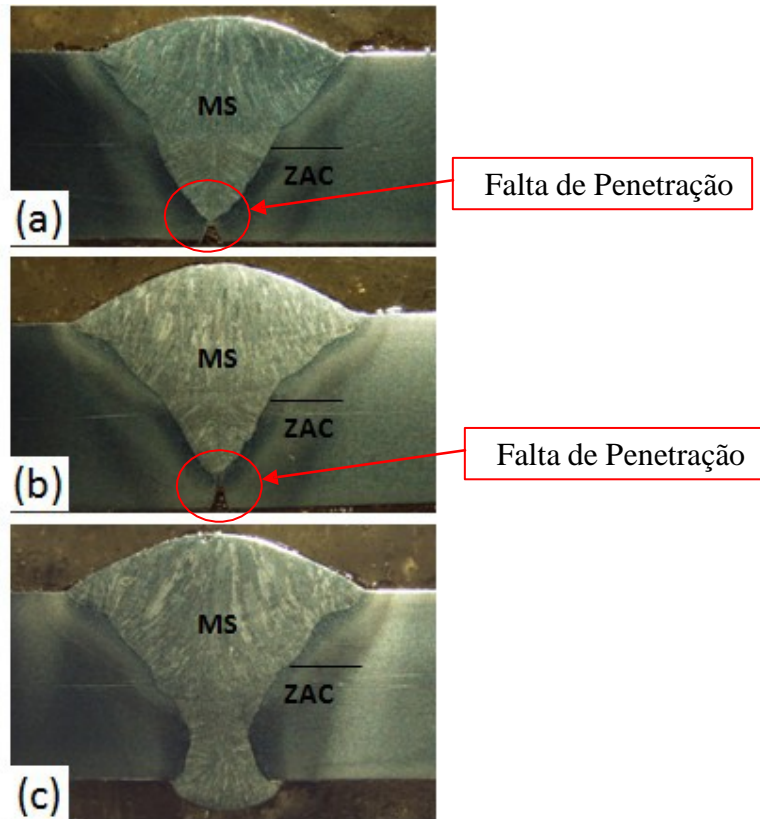 MS
ZAC
(a)
Falta de Penetração
MS
ZAC
(b)
Falta de Penetração
MS
ZAC
(c)